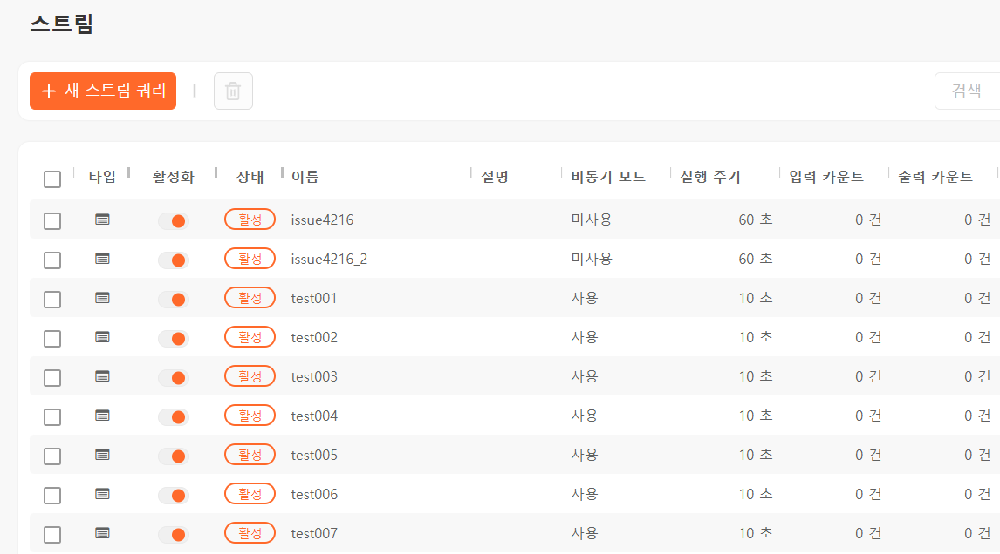 스트림
+ 새 스트림 쿼리
검색
타입 활성화 상태 이름 설명 비동기 모드 실행 주기 입력 카운트 출력 카운트
활성 issue4216 미사용 60 초 0 건 0 건
활성 issue4216_2 미사용 60 초 0 건 0 건
활성 test001 사용 10 초 0 건 0 건
활성 test002 사용 10 초 0 건 0 건
활성 test003 사용 10 초 0 건 0 건
활성 test004 사용 10 초 0 건 0 건
활성 test005 사용 10 초 0 건 0 건
활성 test006 사용 10 초 0 건 0 건
활성 test007 사용 10 초 0 건 0 건